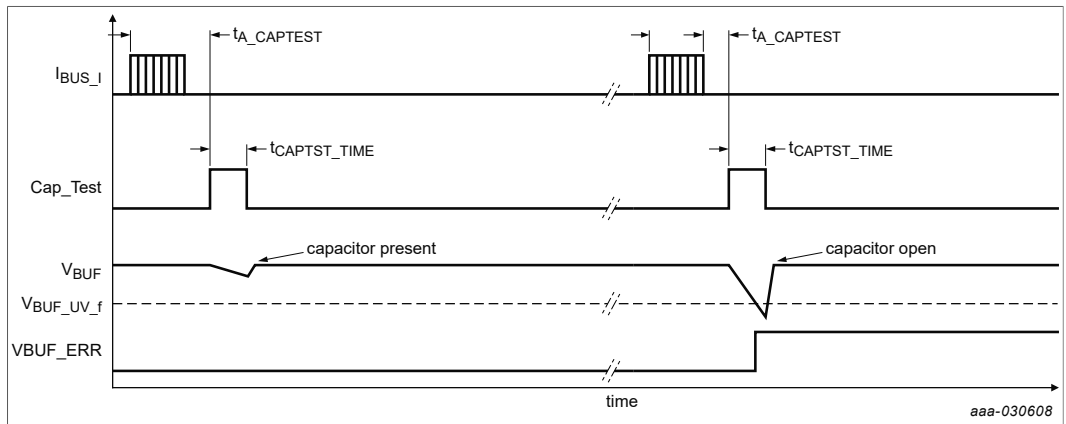 tA_CAPTEST
tA_CAPTEST
IBUS_I
tCAPTST_TIME
tCAPTST_TIME
Cap_Test
capacitor present
capacitor open
VBUF
VBUF_UV_f
VBUF_ERR
time
aaa-030608